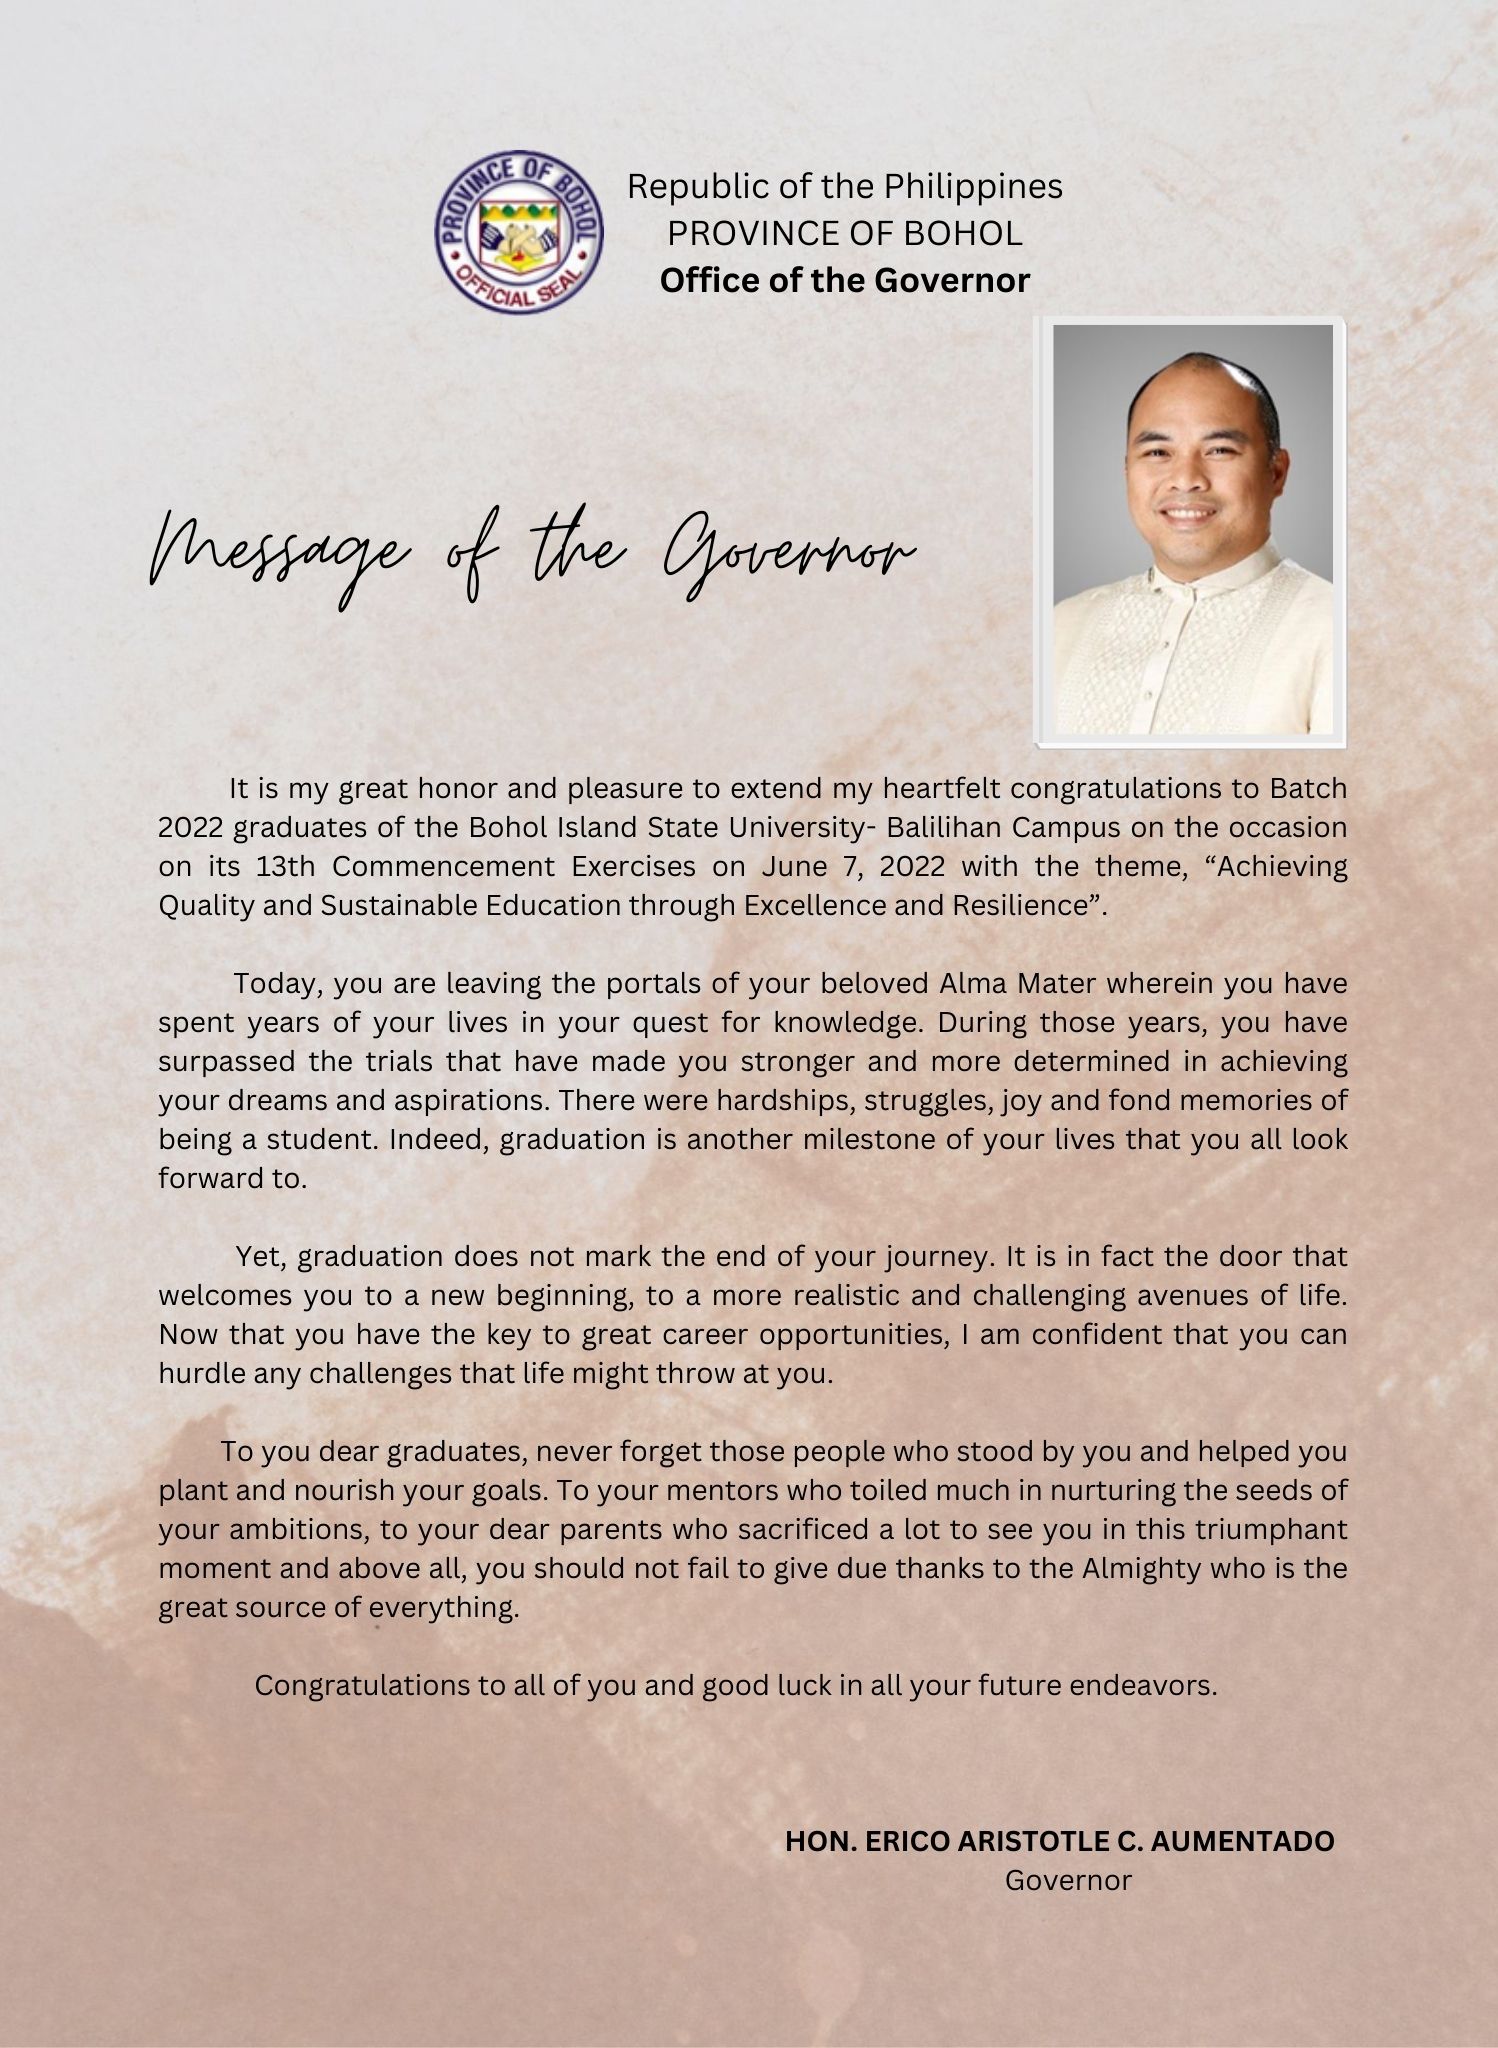 PROVINCE OF BOHOL
OFFICIAL SEAL
Republic of the Philippines
PROVINCE OF BOHOL
Office of the Governor
Message of the Governor
It is my great honor and pleasure to extend my heartfelt congratulations to Batch
2022 graduates of the Bohol Island State University- Balilihan Campus on the occasion
on its 13th Commencement Exercises on June 7, 2022 with the theme, “Achieving
Quality and Sustainable Education through Excellence and Resilience”.
Today, you are leaving the portals of your beloved Alma Mater wherein you have
spent years of your lives in your quest for knowledge. During those years, you have
surpassed the trials that have made you stronger and more determined in achieving
your dreams and aspirations. There were hardships, struggles, joy and fond memories of
being a student. Indeed, graduation is another milestone of your lives that you all look
forward to.
Yet, graduation does not mark the end of your journey. It is in fact the door that
welcomes you to a new beginning, to a more realistic and challenging avenues of life.
Now that you have the key to great career opportunities, I am confident that you can
hurdle any challenges that life might throw at you.
To you dear graduates, never forget those people who stood by you and helped you
plant and nourish your goals. To your mentors who toiled much in nurturing the seeds of
your ambitions, to your dear parents who sacrificed a lot to see you in this triumphant
moment and above all, you should not fail to give due thanks to the Almighty who is the
great source of everything.
Congratulations to all of you and good luck in all your future endeavors.
HON. ERICO ARISTOTLE C. AUMENTADO
Governor